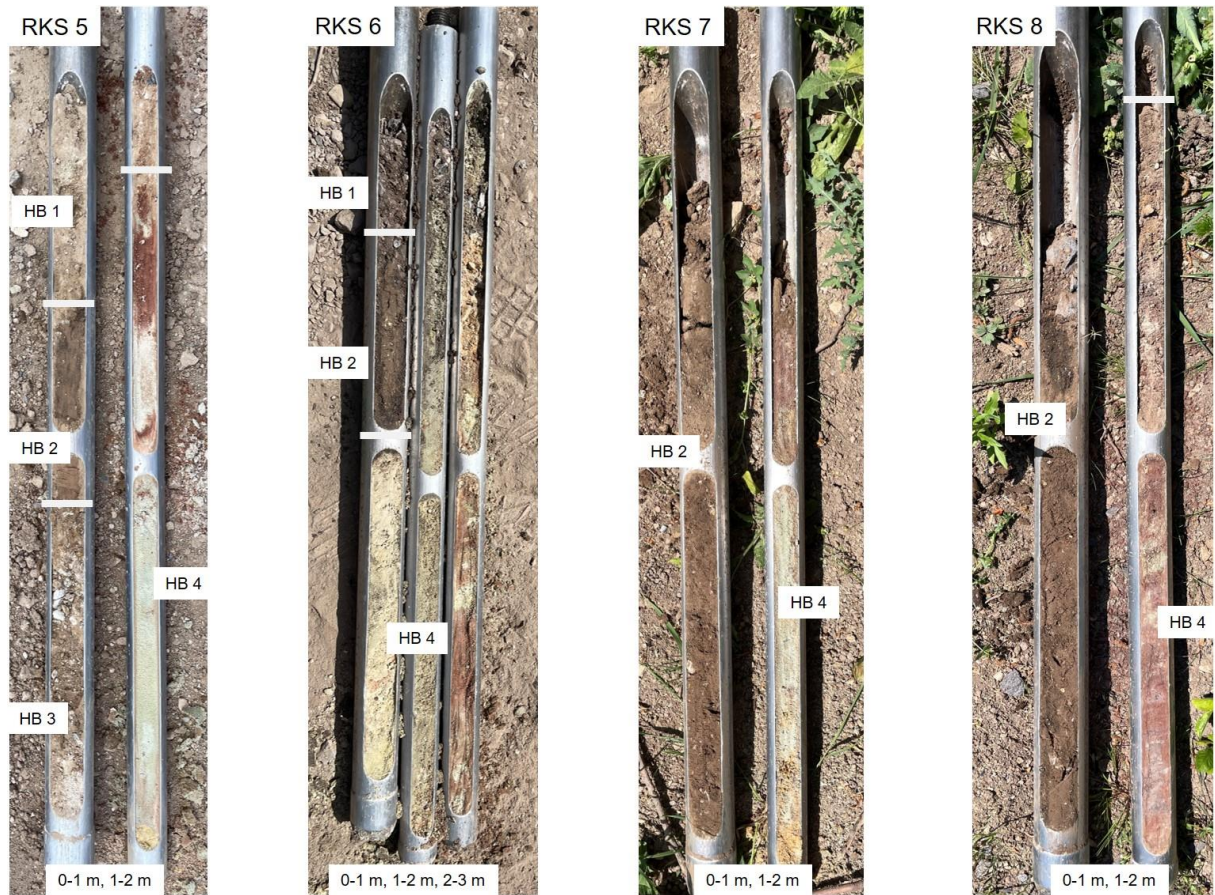 RKS 5
HB 1
HB 2
HB 3
HB 4
0-1 m, 1-2 m
RKS 6
HB 1
HB 2
HB 4
0-1 m, 1-2 m, 2-3 m
RKS 7
HB 2
HB 4
0-1 m, 1-2 m
RKS 8
HB 2
HB 4
0-1 m, 1-2 m